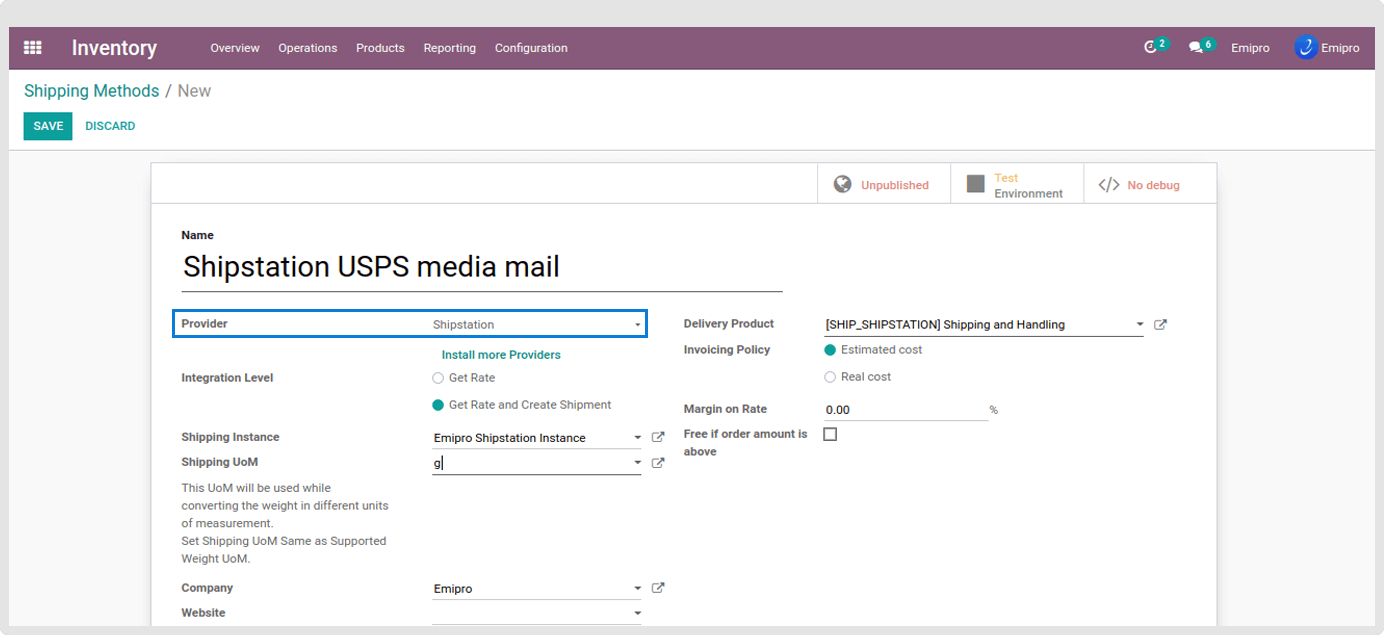 Inventory Overview Operations Products Reporting Configuration 2 6 Emipro Emipro
Shipping Methods / New
SAVE DISCARD
Unpublished
Test
Environment
No debug
Name
Shipstation USPS media mail
Provider Shipstation
Install more Providers
Integration Level Get Rate
Get Rate and Create Shipment
Shipping Instance Emipro Shipstation Instance
Shipping UoM g
This UoM will be used while
converting the weight in different units
of measurement.
Set Shipping UoM Same as Supported
Weight UoM.
Company Emipro
Website
Delivery Product [SHIP_SHIPSTATION] Shipping and Handling
Invoicing Policy Estimated cost
Real cost
Margin on Rate 0.00 %
Free if order amount is
above